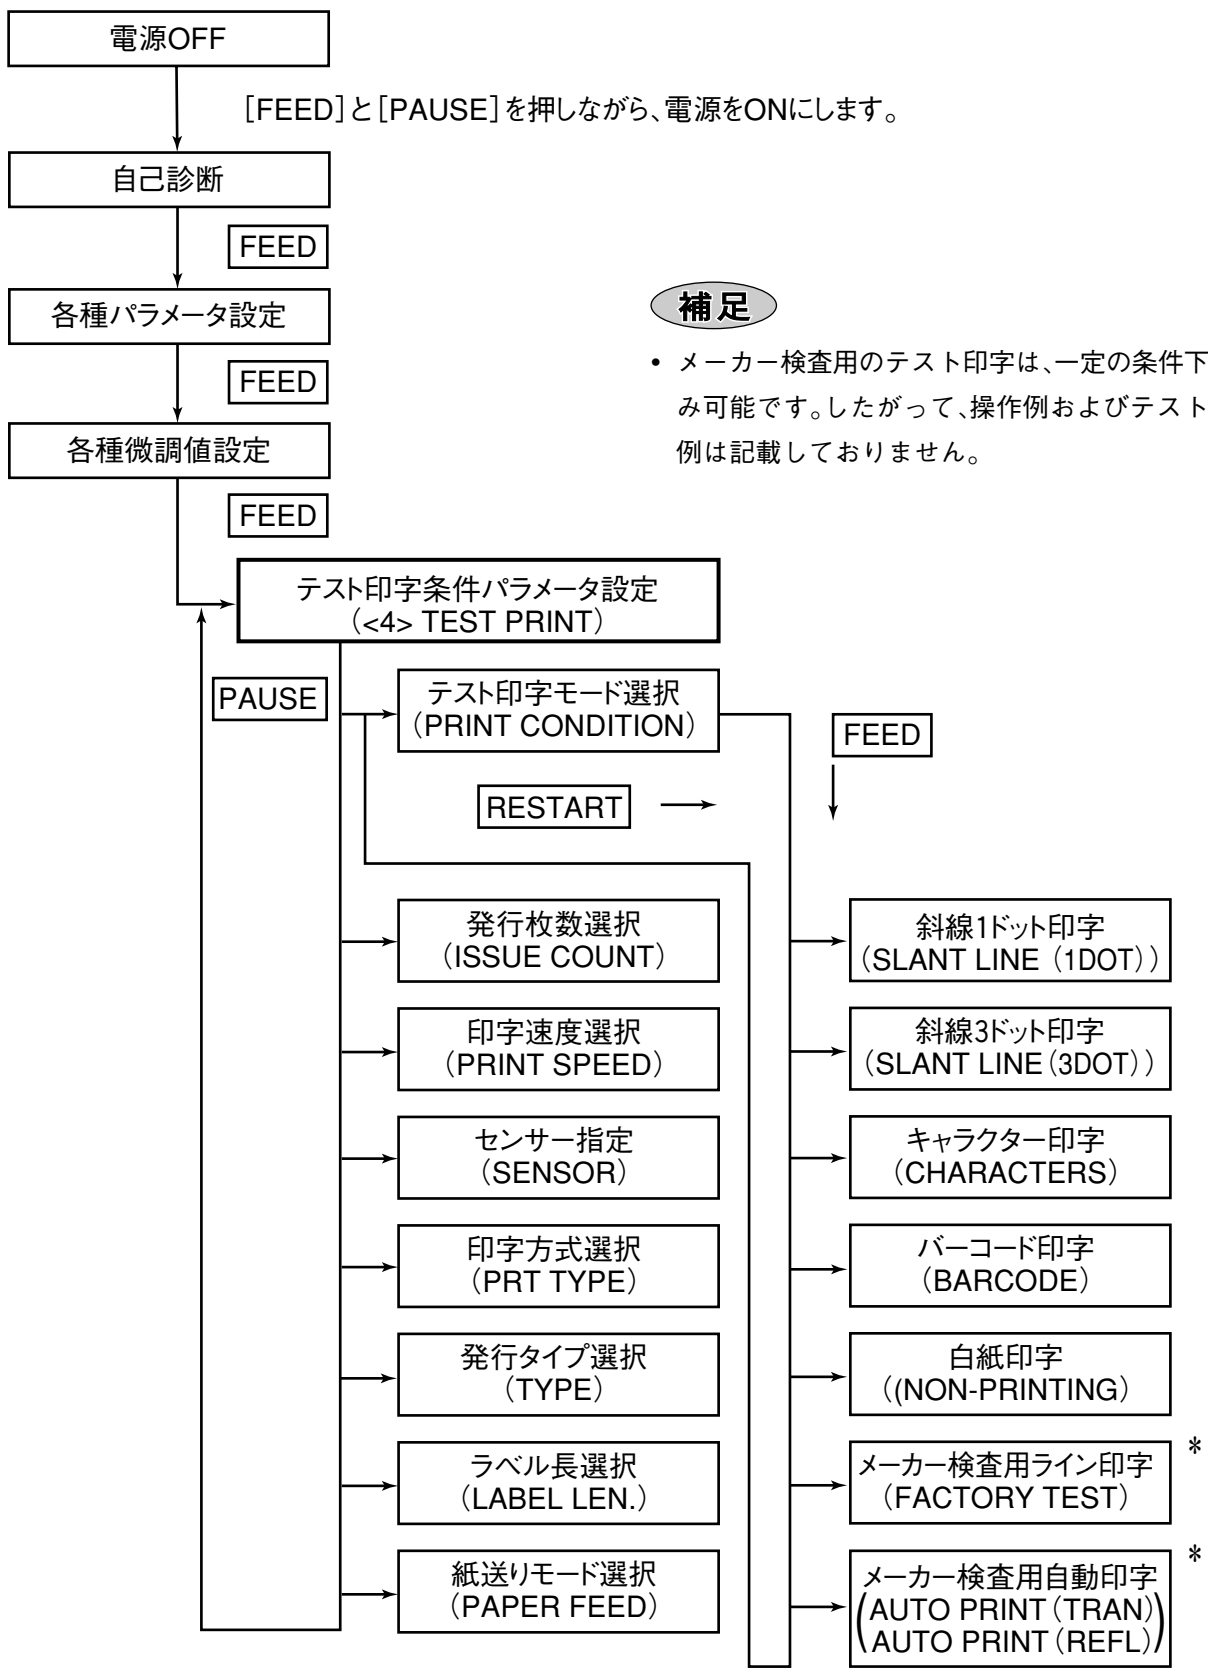 電源OFF
［FEED］と［PAUSE］を押しながら、電源をONにします。
自己診断
FEED
各種パラメータ設定
FEED
各種微調値設定
FEED
補足
• メーカー検査用のテスト印字は、一定の条件下
み可能です。したがって、操作例およびテスト
例は記載しておりません。
テスト印字条件パラメータ設定
（<4> TEST PRINT）
PAUSE
テスト印字モード選択
（PRINT CONDITION）
FEED
RESTART
発行枚数選択
（ISSUE COUNT）
印字速度選択
（PRINT SPEED）
センサー指定
（SENSOR）
印字方式選択
（PRT TYPE）
発行タイプ選択
（TYPE）
ラベル長選択
（LABEL LEN.）
紙送りモード選択
（PAPER FEED）
斜線1ドット印字
（SLANT LINE（1DOT））
斜線3ドット印字
（SLANT LINE（3DOT））
キャラクター印字
（CHARACTERS）
バーコード印字
（BARCODE）
白紙印字
（(NON-PRINTING）
メーカー検査用ライン印字 *
（FACTORY TEST）
メーカー検査用自動印字 *
(AUTO PRINT（TRAN）
AUTO PRINT（REFL）)